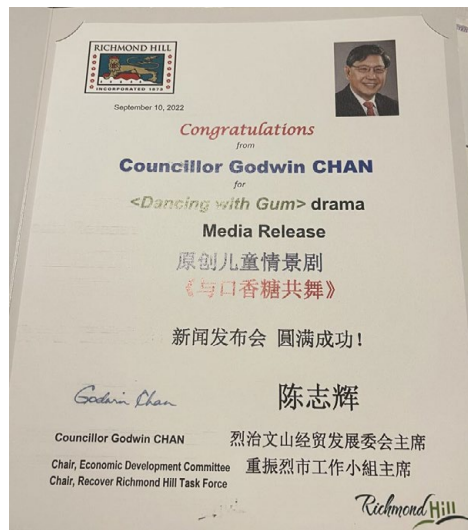 RICHMOND HILL
INCORPORATED 1873
September 10, 2022
Congratulations
from
Councillor Godwin CHAN
for
<Dancing with Gum> drama
Media Release
原创儿童情景剧
《与口香糖共舞》
新闻发布会 圆满成功！
Godwin Chan
陈志辉
Councillor Godwin CHAN
烈治文山经贸发展委会主席
Chair, Economic Development Committee
重振烈市工作小組主席
Chair, Recover Richmond Hill Task Force
Richmond Hill